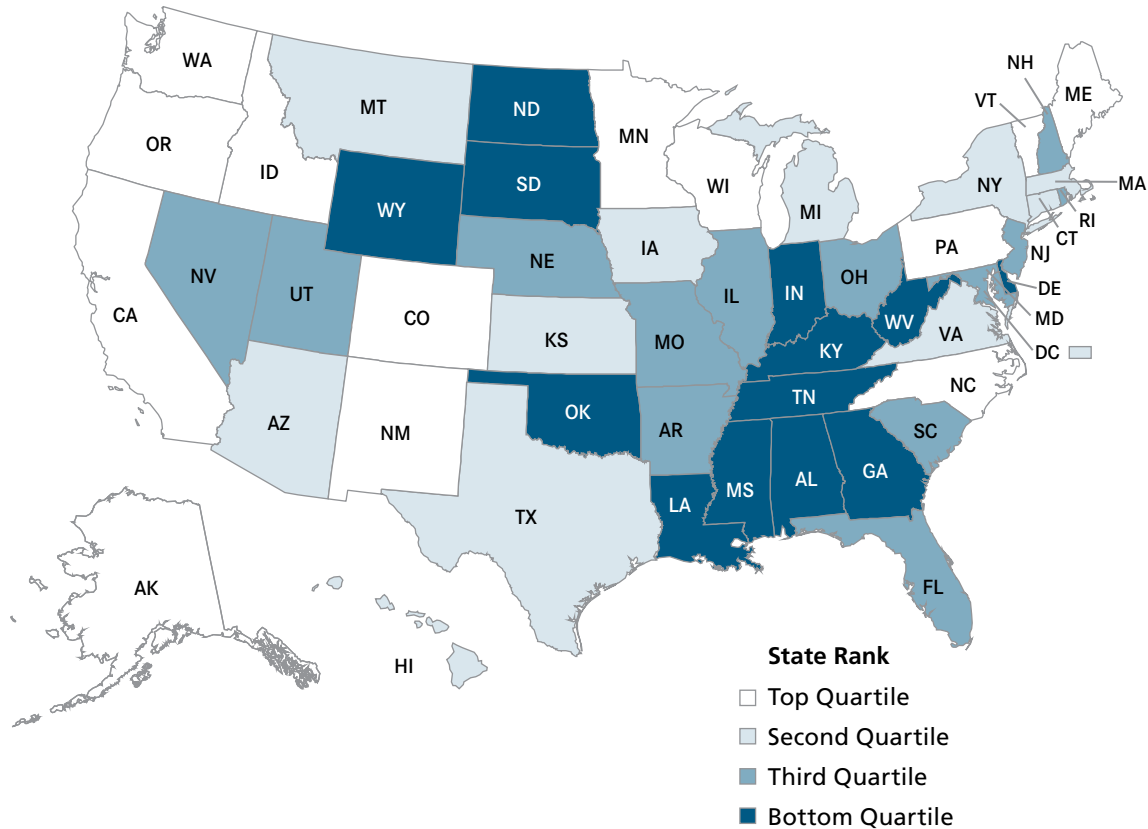 WA
MT
ND
MN
NH
VT
ME
OR
ID
SD
WI
MI
NY
MA
WY
CT
RI
NV
UT
NE
IA
IL
IN
OH
PA
NJ
DE
MD
DC
CA
CO
KS
MO
KY
WV
VA
AZ
NM
OK
AR
TN
NC
SC
TX
LA
MS
AL
GA
FL
AK
HI
State Rank
Top Quartile
Second Quartile
Third Quartile
Bottom Quartile